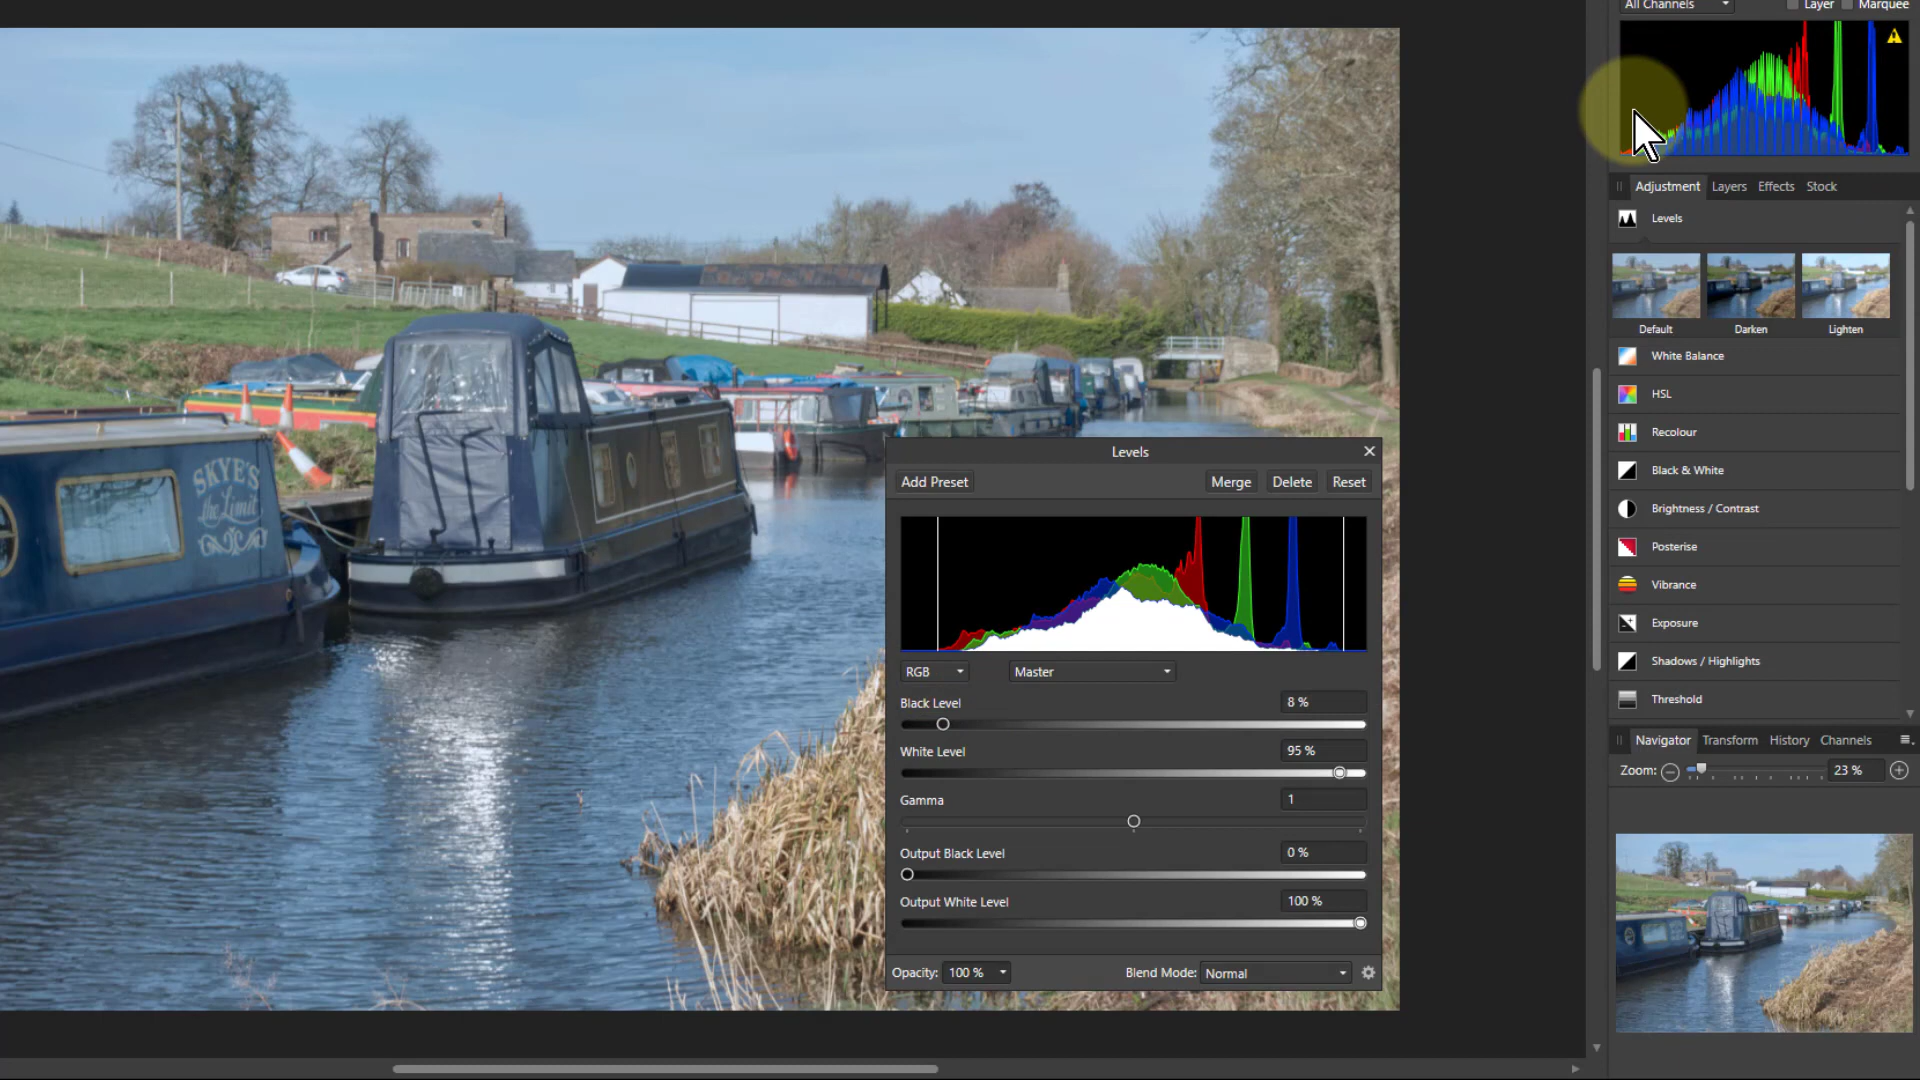 All Channels
Layer
Marquee
Adjustment
Layers
Effects
Stock
Levels
Default
Darken
Lighten
White Balance
HSL
Recolour
Black & White
Brightness / Contrast
Posterise
Vibrance
Exposure
Shadows / Highlights
Threshold
Navigator
Transform
History
Channels
Zoom:
23 %
Levels
Add Preset
Merge
Delete
Reset
RGB
Master
Black Level
8 %
White Level
95 %
Gamma
1
Output Black Level
0 %
Output White Level
100 %
Opacity:
100 %
Blend Mode:
Normal
SKYE'S
the Limit